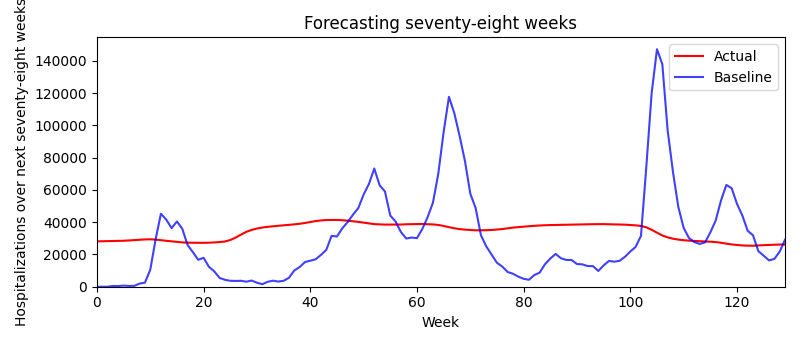 Forecasting seventy-eight weeks
Hospitalizations over next seventy-eight weeks
140000
120000
100000
80000
60000
40000
20000
0
0 20 40 60 80 100 120
Week
Actual
Baseline